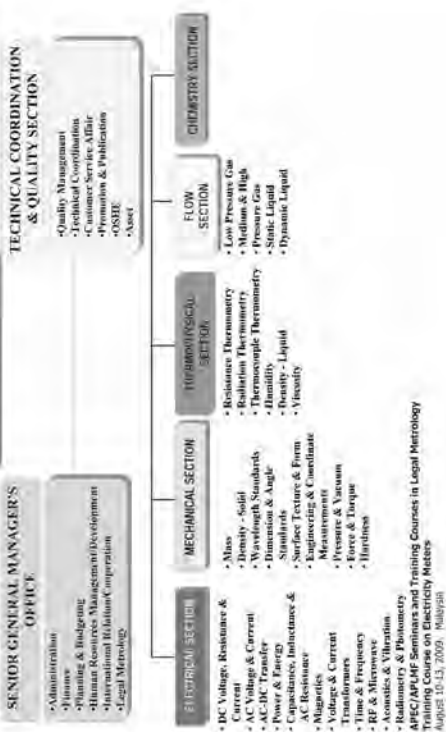 SENIOR GENERAL MANAGER'S
OFFICE
•Administration
•Finance
•Planning & Budgeting
•Human Resources Management/Development
•International Relation/Cooperation
•Legal Metrology
TECHNICAL COORDINATION
& QUALITY SECTION
•Quality Management
•Technical Coordination
•Customer Service Affair
•Promotion & Publication
•OSHE
•Asset
ELECTRICAL SECTION
• DC Voltage, Resistance &
Current
• AC Voltage & Current
• AC-DC Transfer
• Power & Energy
• Capacitance, Inductance &
AC Resistance
• Magnetics
• Voltage & Current
Transformers
• Time & Frequency
• RF & Microwave
• Acoustics & Vibration
• Radiometry & Photometry
MECHANICAL SECTION
• Mass
• Density - Solid
• Wavelength Standards
• Dimension & Angle
Standards
• Surface Texture & Form
• Engineering & Coordinate
Measurements
• Pressure & Vacuum
• Force & Torque
• Hardness
THERMOPHYSICAL
SECTION
• Resistance Thermometry
• Radiation Thermometry
• Thermocouple Thermometry
• Humidity
• Density - Liquid
• Viscosity
FLOW
SECTION
• Low Pressure Gas
• Medium & High
• Pressure Gas
• Static Liquid
• Dynamic Liquid
CHEMISTRY SECTION
APEC/APLMF Seminars and Training Courses in Legal Metrology
Training Course on Electricity Meters
August 10-13, 2009 Malaysia